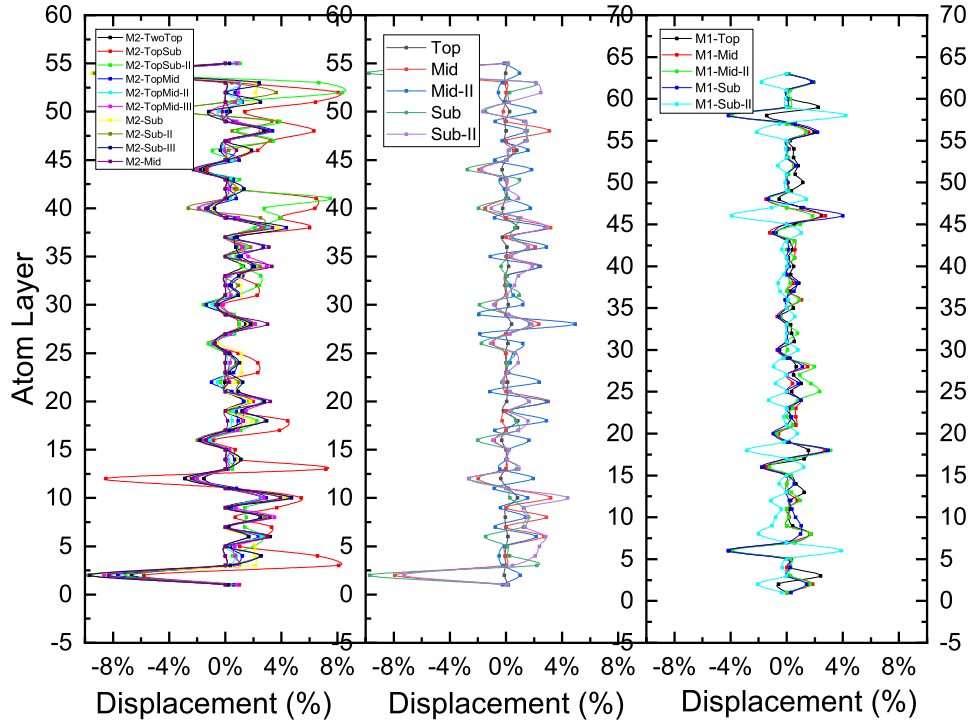 60
55
50
45
40
35
30
25
20
15
10
5
0
-5
Atom Layer
M2-TwoTop
M2-TopSub
M2-TopSub-II
M2-TopMid
M2-TopMid-II
M2-TopMid-III
M2-Sub
M2-Sub-II
M2-Sub-III
M2-Mid
-8% -4% 0% 4% 8%
Displacement (%)
60
55
50
45
40
35
30
25
20
15
10
5
0
-5
Top
Mid
Mid-II
Sub
Sub-II
-8% -4% 0% 4% 8%
Displacement (%)
70
65
60
55
50
45
40
35
30
25
20
15
10
5
0
-5
M1-Top
M1-Mid
M1-Mid-II
M1-Sub
M1-Sub-II
-8% -4% 0% 4% 8%
Displacement (%)
70
65
60
55
50
45
40
35
30
25
20
15
10
5
0
-5